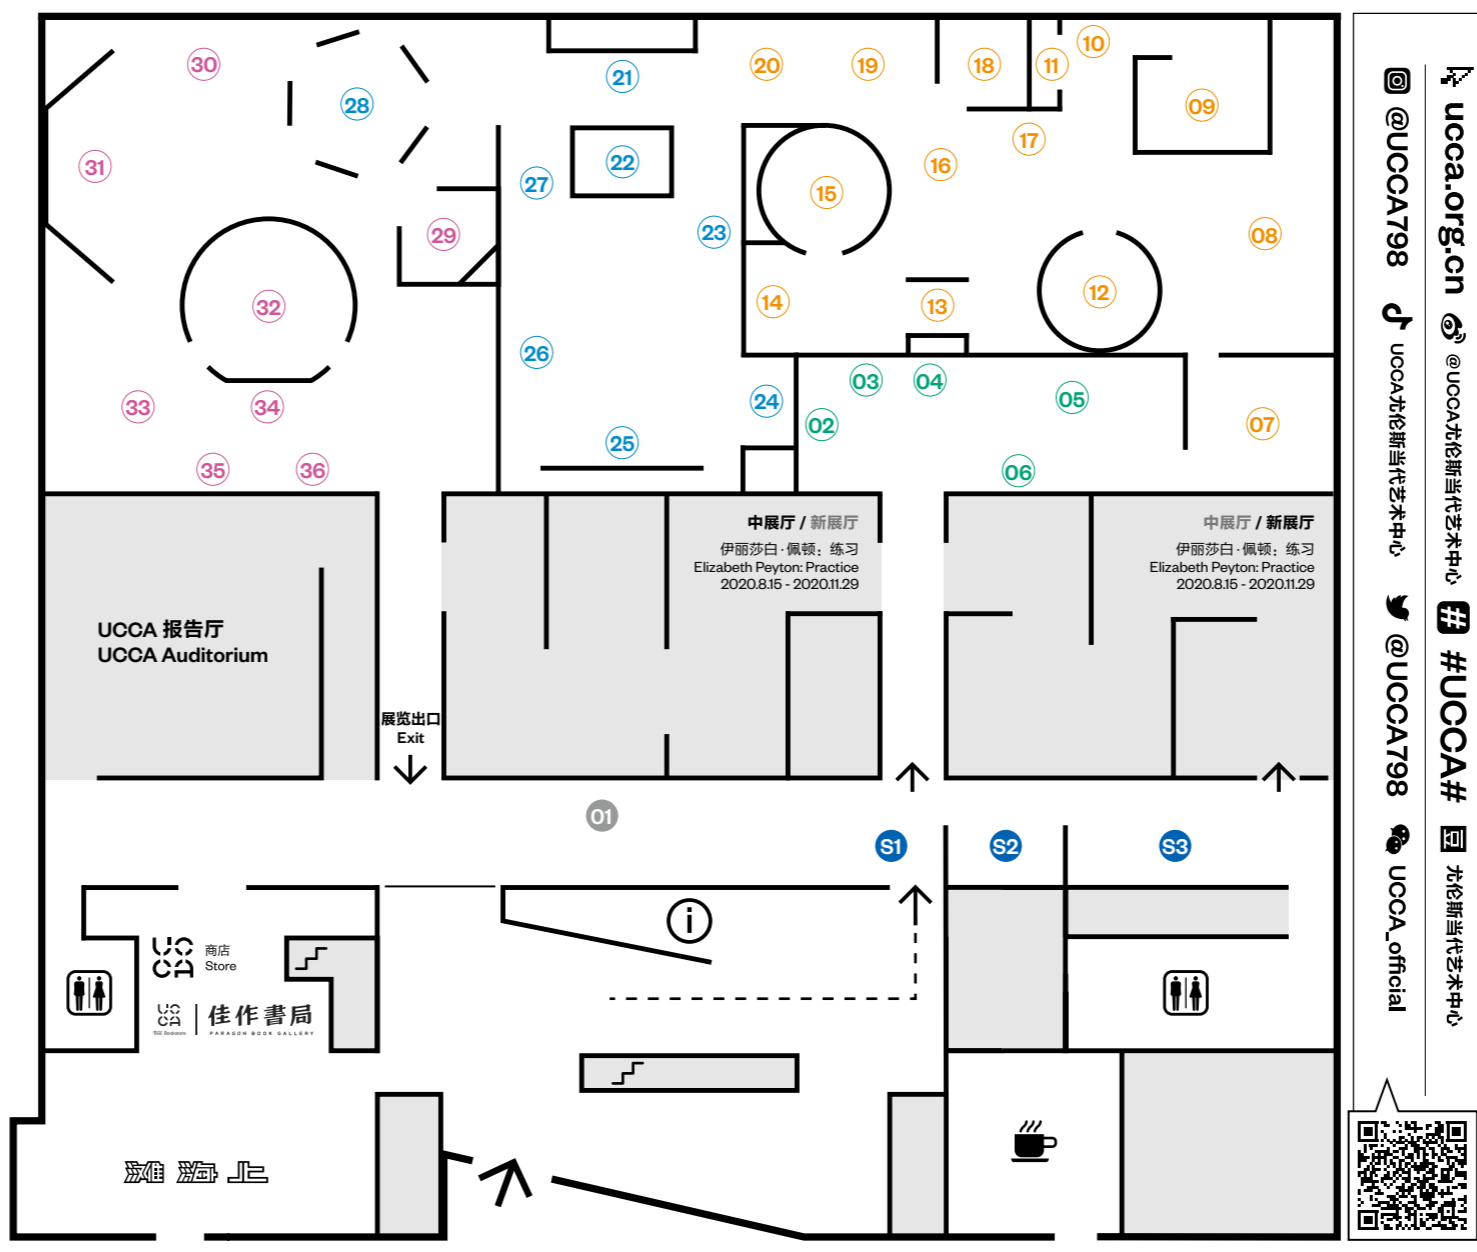 30
28
21
20
19
18
11
10
09
31
27
22
15
16
17
29
23
08
32
14
13
12
26
03
04
05
33
34
24
02
07
25
35
36
06
中展厅 / 新展厅
伊丽莎白·佩顿：练习
Elizabeth Peyton: Practice
2020.8.15 - 2020.11.29
中展厅 / 新展厅
伊丽莎白·佩顿：练习
Elizabeth Peyton: Practice
2020.8.15 - 2020.11.29
UCCA 报告厅
UCCA Auditorium
展览出口
Exit
01
S1
S2
S3
i
UCCA
商店
Store
UCCA
书店 Bookstore
佳作書局
PARAGON BOOK GALLERY
滩海上
ucca.org.cn
@UCCA尤伦斯当代艺术中心
# #UCCA#
豆 尤伦斯当代艺术中心
@UCCA798
UCCA尤伦斯当代艺术中心
@UCCA798
UCCA_official